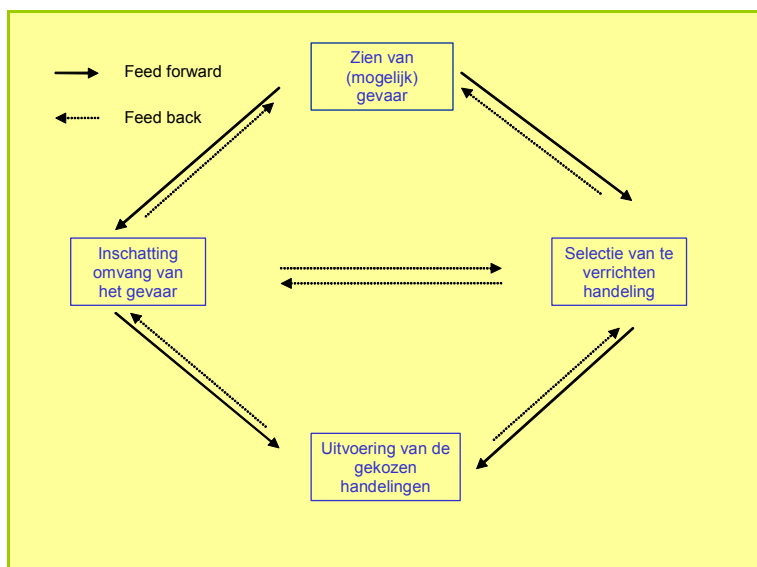 Feed forward
Feed back
Zien van
(mogelijk)
gevaar
Inschatting
omvang van
het gevaar
Selectie van te
verrichten
handeling
Uitvoering van de
gekozen
handelingen